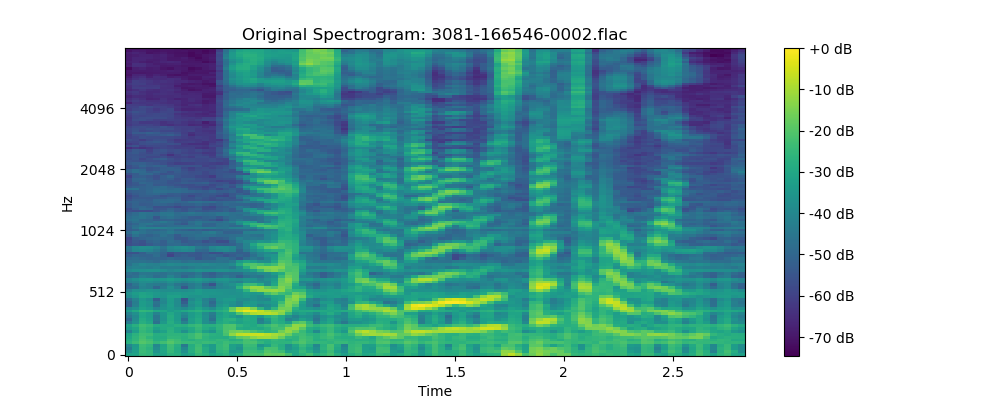 Original Spectrogram: 3081-166546-0002.flac
+0 dB
-10 dB
-20 dB
-30 dB
-40 dB
-50 dB
-60 dB
-70 dB
Hz
4096
2048
1024
512
0
0 0.5 1 1.5 2 2.5
Time